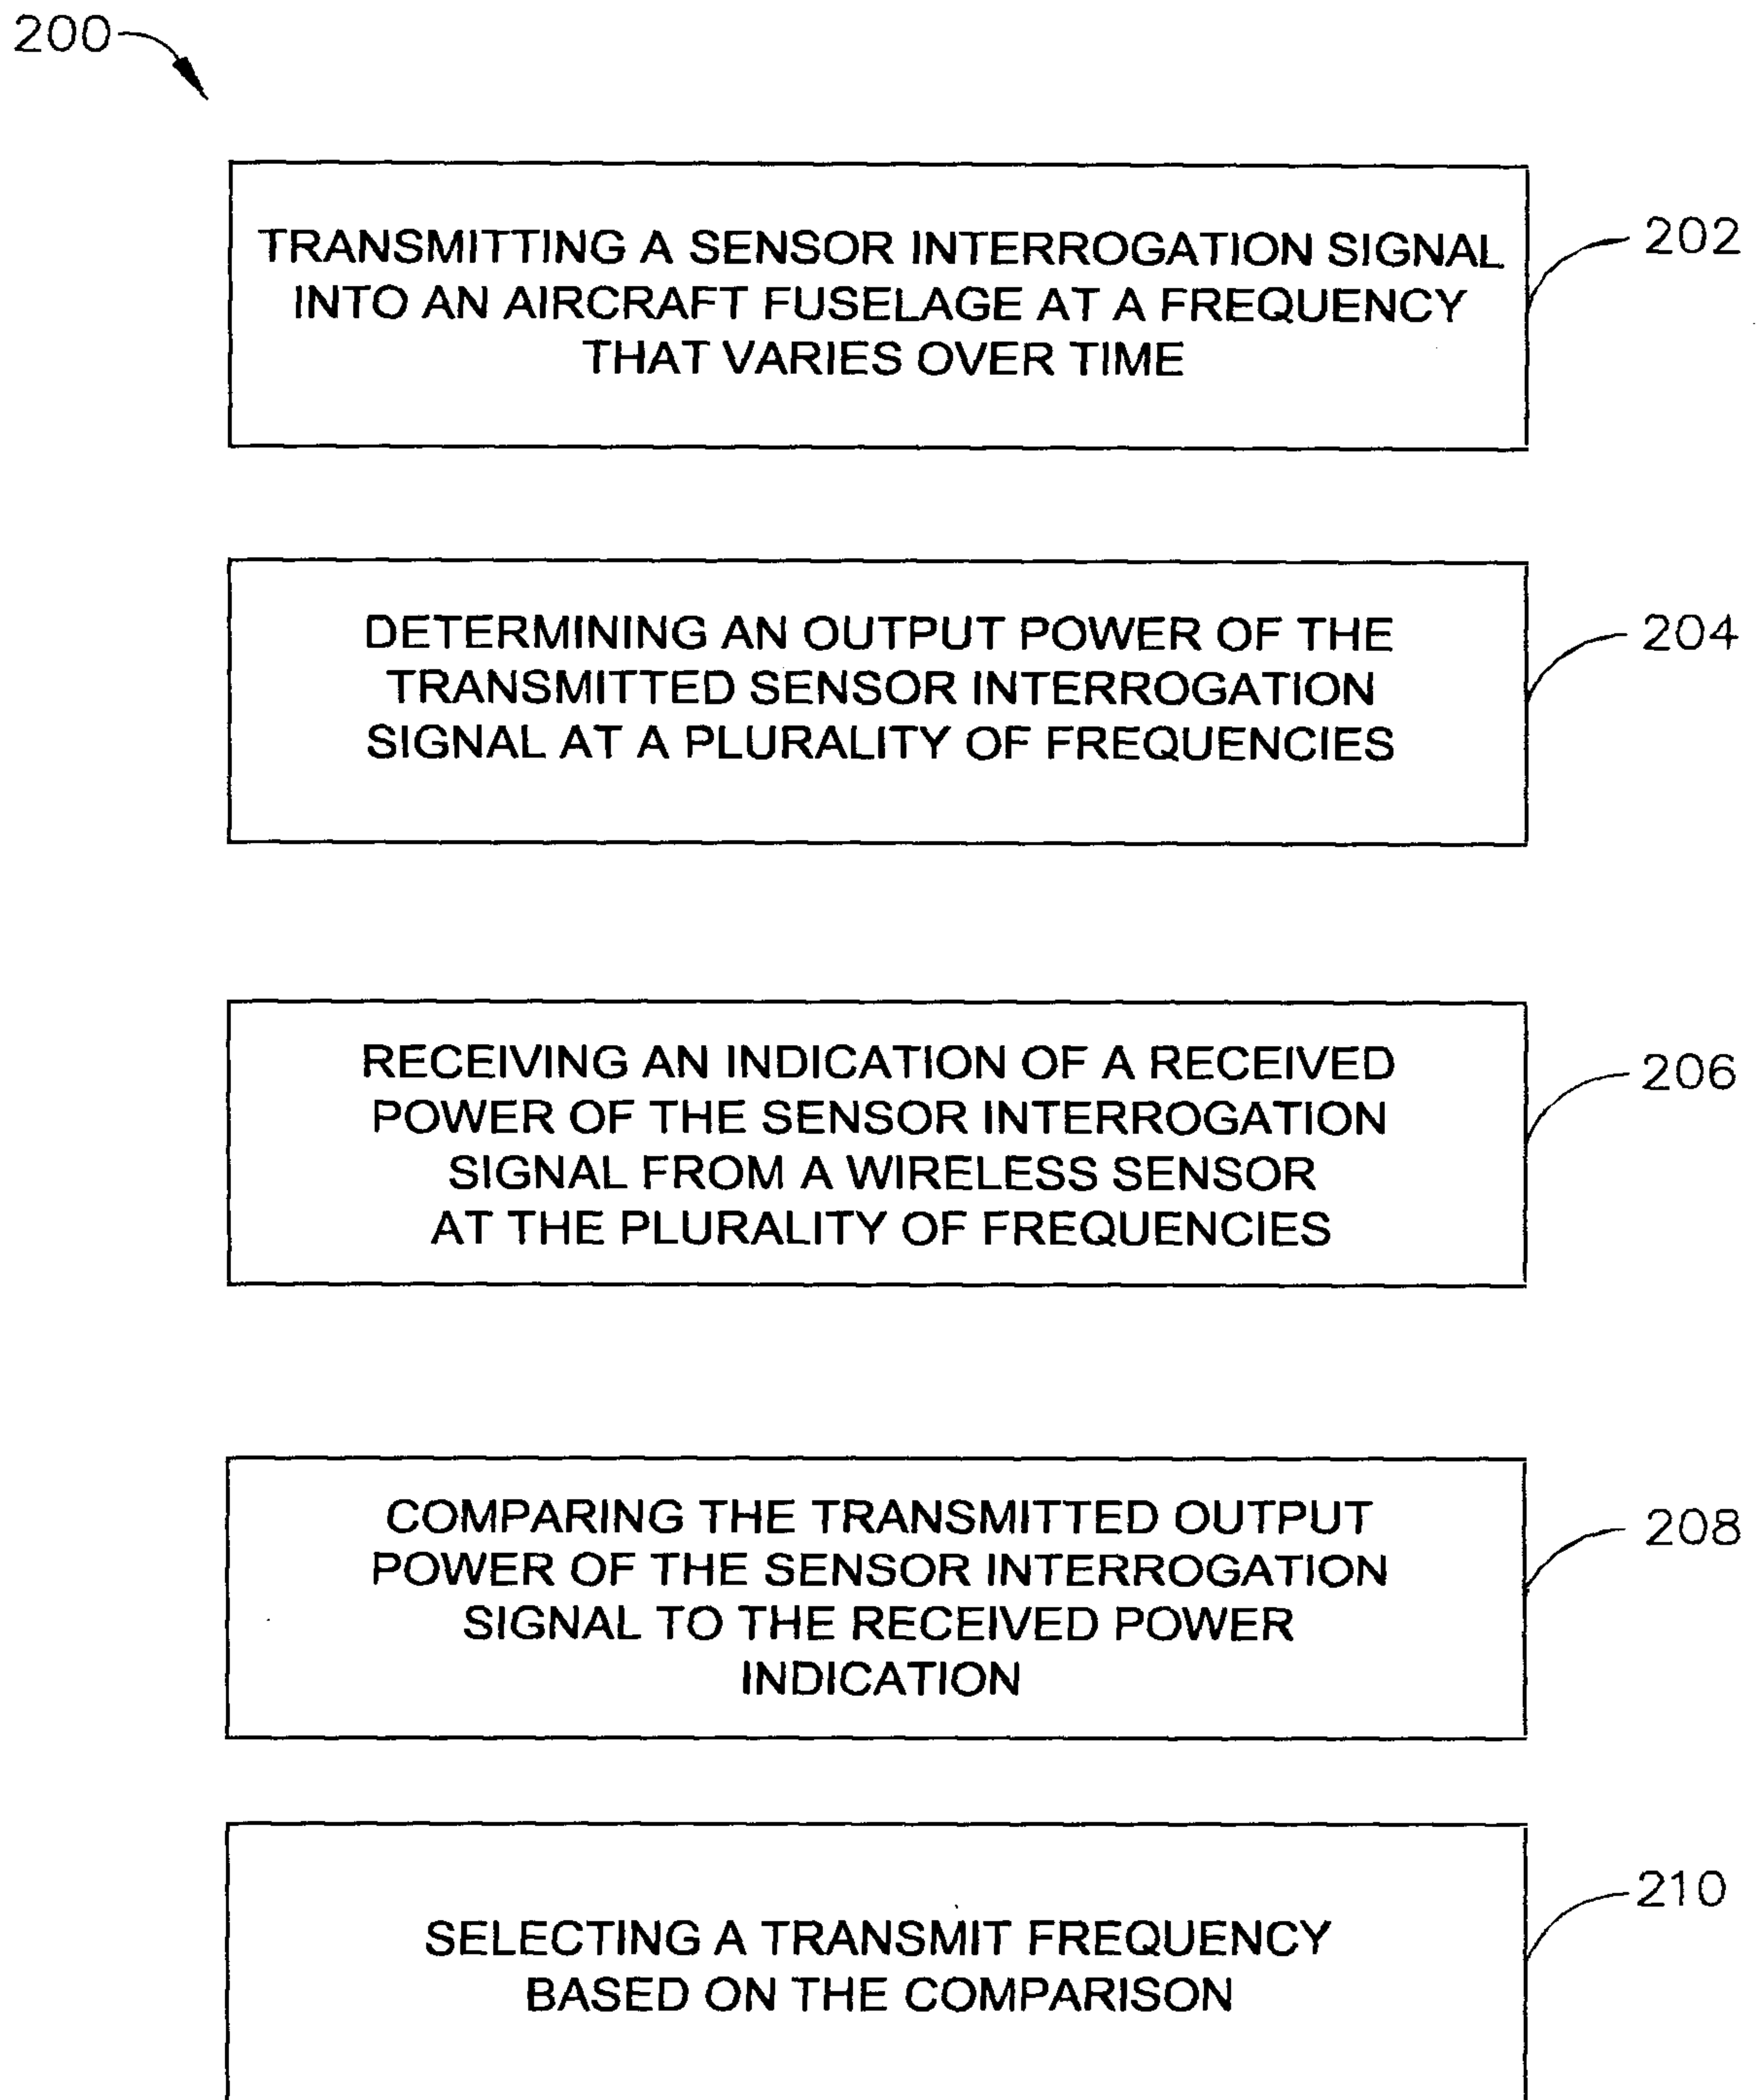 200
TRANSMITTING A SENSOR INTERROGATION SIGNAL
INTO AN AIRCRAFT FUSELAGE AT A FREQUENCY
THAT VARIES OVER TIME
202
DETERMINING AN OUTPUT POWER OF THE
TRANSMITTED SENSOR INTERROGATION
SIGNAL AT A PLURALITY OF FREQUENCIES
204
RECEIVING AN INDICATION OF A RECEIVED
POWER OF THE SENSOR INTERROGATION
SIGNAL FROM A WIRELESS SENSOR
AT THE PLURALITY OF FREQUENCIES
206
COMPARING THE TRANSMITTED OUTPUT
POWER OF THE SENSOR INTERROGATION
SIGNAL TO THE RECEIVED POWER
INDICATION
208
SELECTING A TRANSMIT FREQUENCY
BASED ON THE COMPARISON
210